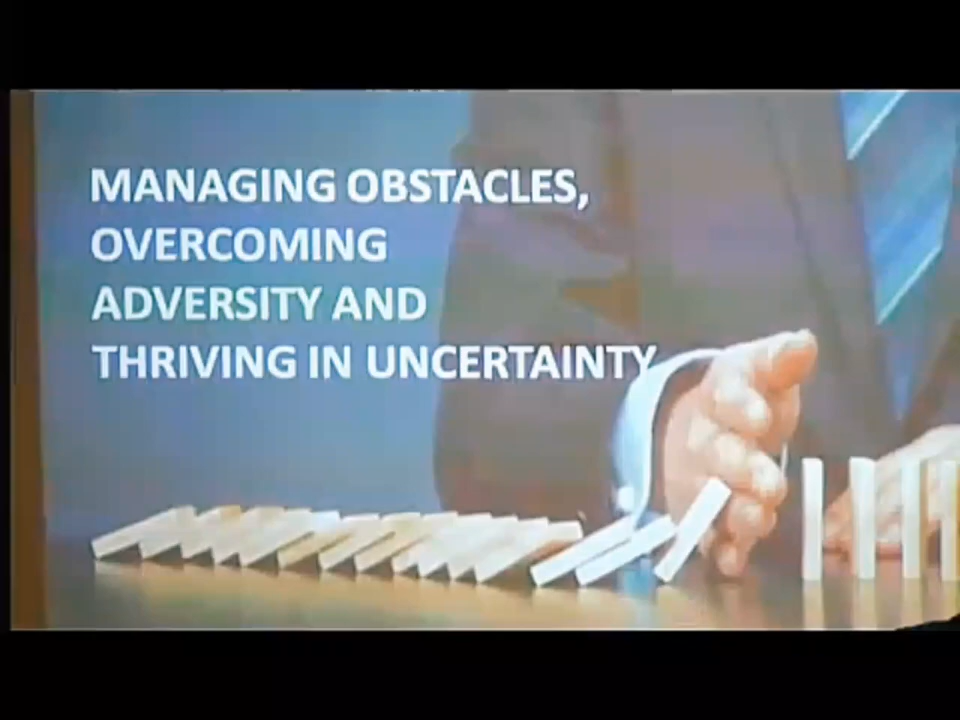 MANAGING OBSTACLES,
OVERCOMING
ADVERSITY AND
THRIVING IN UNCERTAINTY